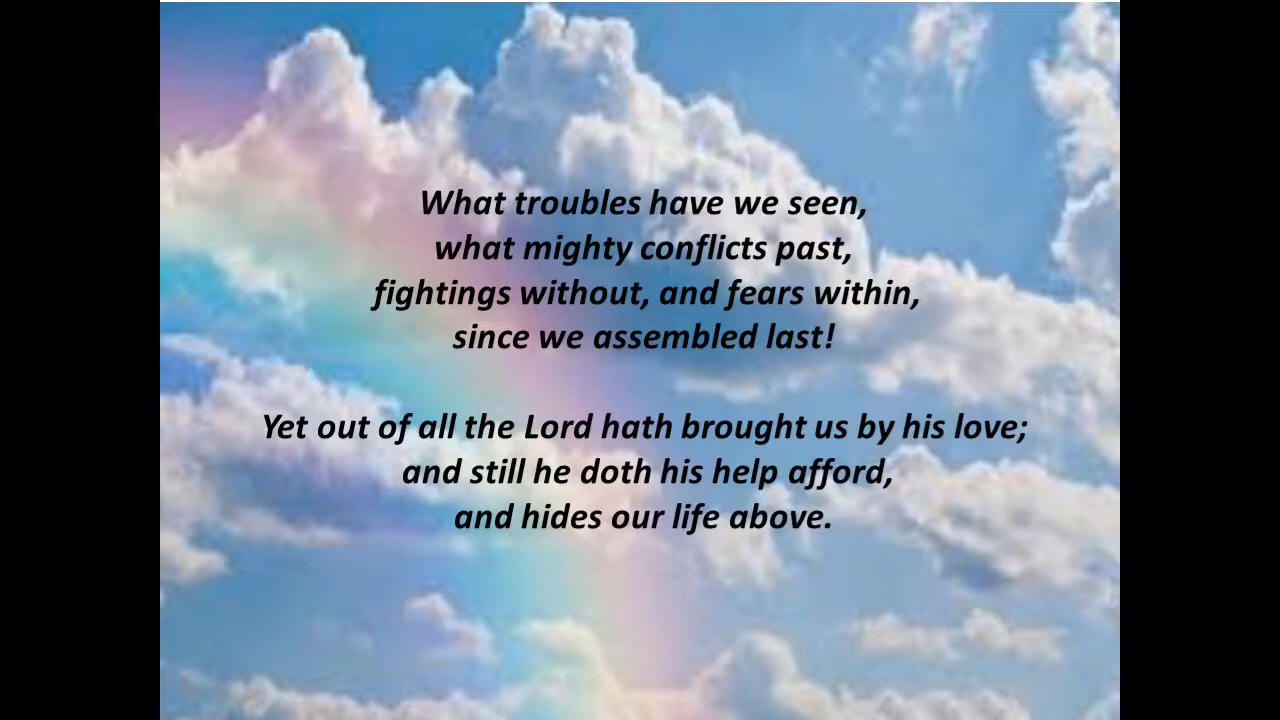 What troubles have we seen,
what mighty conflicts past,
fightings without, and fears within,
since we assembled last!
Yet out of all the Lord hath brought us by his love;
and still he doth his help afford,
and hides our life above.